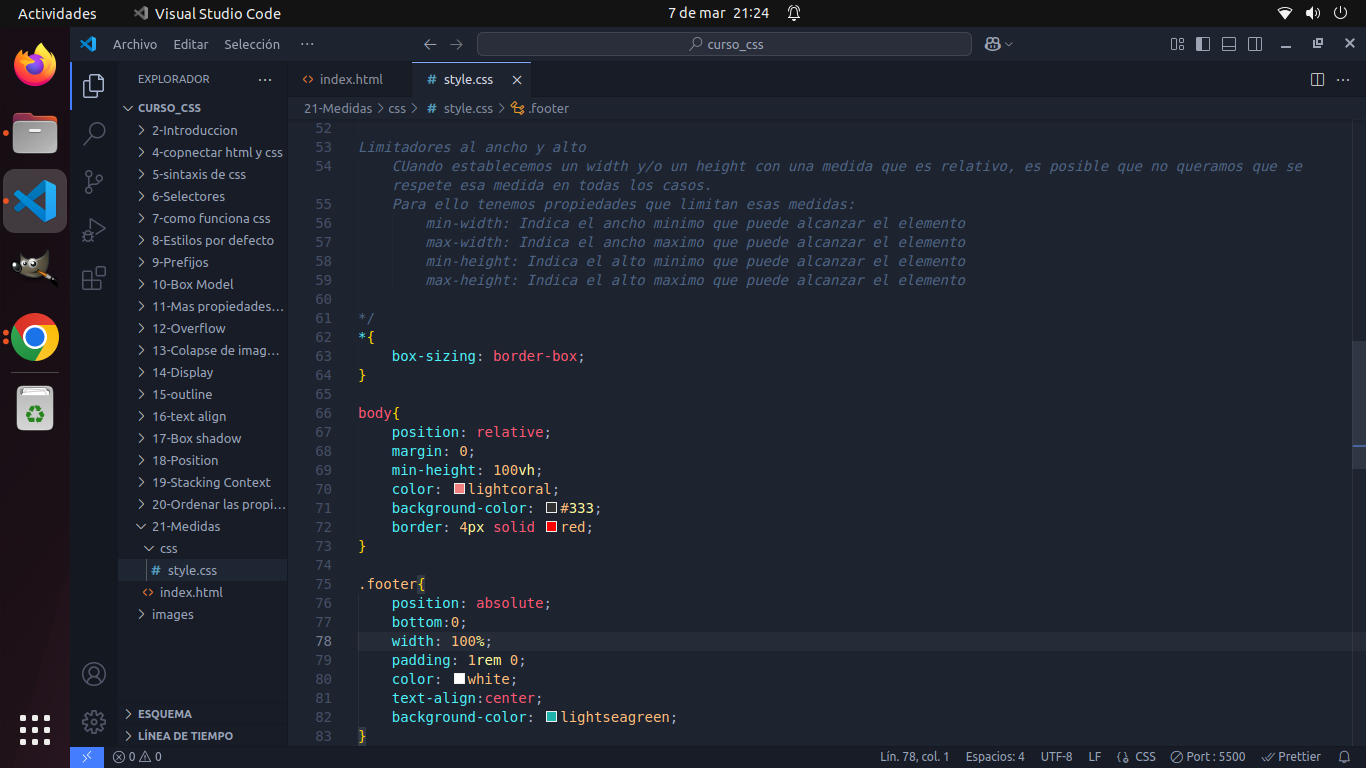 Actividades
Visual Studio Code
7 de mar 21:24
Archivo
Editar
Selección
···
curso_css
EXPLORADOR
···
CURSO_CSS
2-Introduccion
4-copnectar html y css
5-sintaxis de css
6-Selectores
7-como funciona css
8-Estilos por defecto
9-Prefijos
10-Box Model
11-Mas propiedades...
12-Overflow
13-Colapse de imag...
14-Display
15-outline
16-text align
17-Box shadow
18-Position
19-Stacking Context
20-Ordenar las propi...
21-Medidas
css
# style.css
<> index.html
images
ESQUEMA
LÍNEA DE TIEMPO
<> index.html
# style.css
21-Medidas > css > # style.css > .footer
52
53 Limitadores al ancho y alto
54 CUando establecemos un width y/o un height con una medida que es relativo, es posible que no queramos que se
respete esa medida en todas los casos.
55 Para ello tenemos propiedades que limitan esas medidas:
56 min-width: Indica el ancho minimo que puede alcanzar el elemento
57 max-width: Indica el ancho maximo que puede alcanzar el elemento
58 min-height: Indica el alto minimo que puede alcanzar el elemento
59 max-height: Indica el alto maximo que puede alcanzar el elemento
60
61 */
62 *{
63 box-sizing: border-box;
64 }
65
66 body{
67 position: relative;
68 margin: 0;
69 min-height: 100vh;
70 color: lightcoral;
71 background-color: #333;
72 border: 4px solid red;
73 }
74
75 .footer{
76 position: absolute;
77 bottom:0;
78 width: 100%;
79 padding: 1rem 0;
80 color: white;
81 text-align:center;
82 background-color: lightseagreen;
83 }
0 0
Lín. 78, col. 1
Espacios: 4
UTF-8
LF
{} CSS
Port : 5500
Prettier